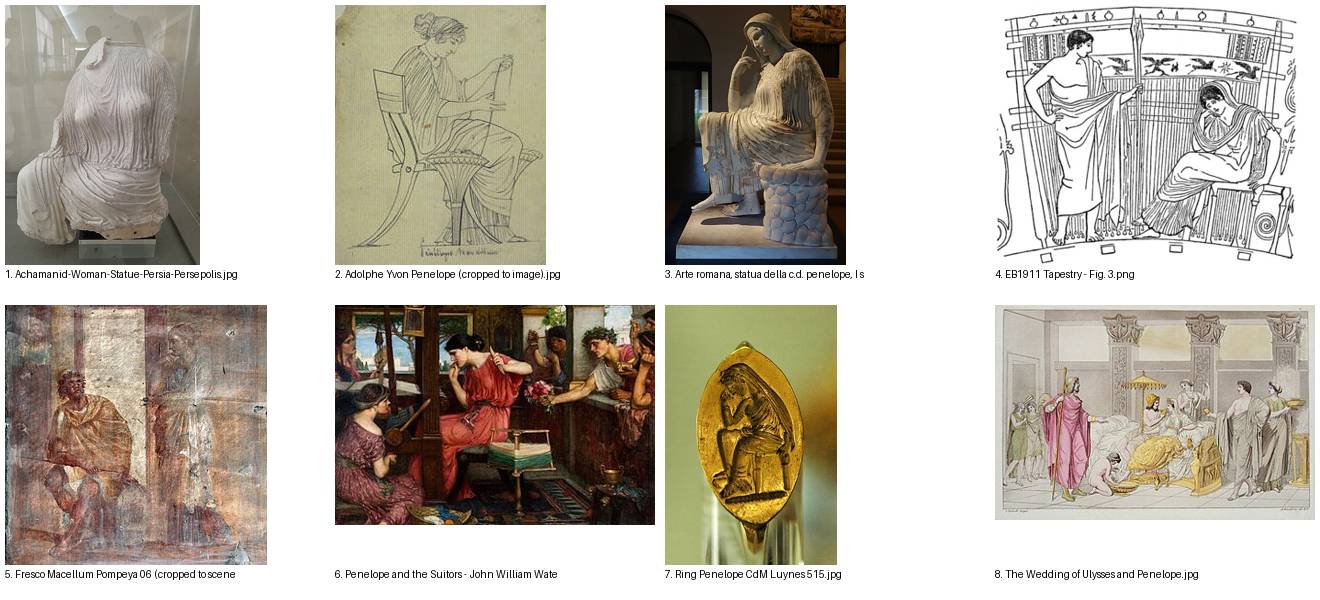 1. Achamanid-Woman-Statue-Persia-Persepolis.jpg
2. Adolphe Yvon Penelope (cropped to image).jpg
3. Arte romana, statua della c.d. penelope, I s
4. EB1911 Tapestry - Fig. 3.png
5. Fresco Macellum Pompeya 06 (cropped to scene
6. Penelope and the Suitors - John William Wate
7. Ring Penelope CdM Luynes 515.jpg
8. The Wedding of Ulysses and Penelope.jpg